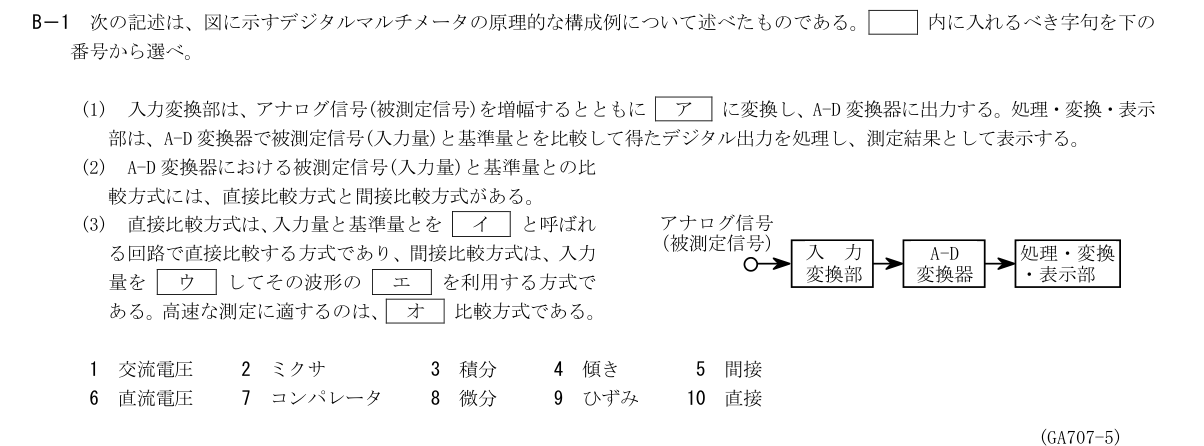 B－1 次の記述は、図に示すデジタルマルチメータの原理的な構成例について述べたものである。 内に入れるべき字句を下の
番号から選べ。
(1) 入力変換部は、アナログ信号(被測定信号)を増幅するとともに ア に変換し、A-D 変換器に出力する。処理・変換・表示
部は、A-D 変換器で被測定信号(入力量)と基準量とを比較して得たデジタル出力を処理し、測定結果として表示する。
(2) A-D 変換器における被測定信号(入力量)と基準量との比
較方式には、直接比較方式と間接比較方式がある。
(3) 直接比較方式は、入力量と基準量とを イ と呼ばれ
る回路で直接比較する方式であり、間接比較方式は、入力
量を ウ してその波形の エ を利用する方式で
ある。高速な測定に適するのは、 オ 比較方式である。
アナログ信号
(被測定信号)
入 力
変換部
A-D
変換器
処理・変換
・表示部
1 交流電圧 2 ミクサ 3 積分 4 傾き 5 間接
6 直流電圧 7 コンパレータ 8 微分 9 ひずみ 10 直接
(GA707-5)